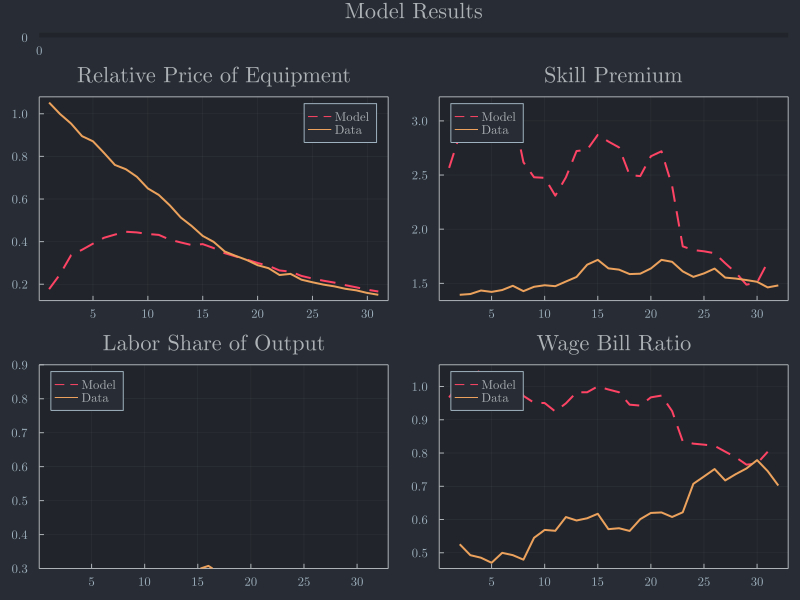 Model Results
0
0
Relative Price of Equipment
Model
Data
1.0
0.8
0.6
0.4
0.2
5 10 15 20 25 30
Skill Premium
Model
Data
3.0
2.5
2.0
1.5
5 10 15 20 25 30
Labor Share of Output
Model
Data
0.9
0.8
0.7
0.6
0.5
0.4
0.3
5 10 15 20 25 30
Wage Bill Ratio
Model
Data
1.0
0.9
0.8
0.7
0.6
0.5
5 10 15 20 25 30